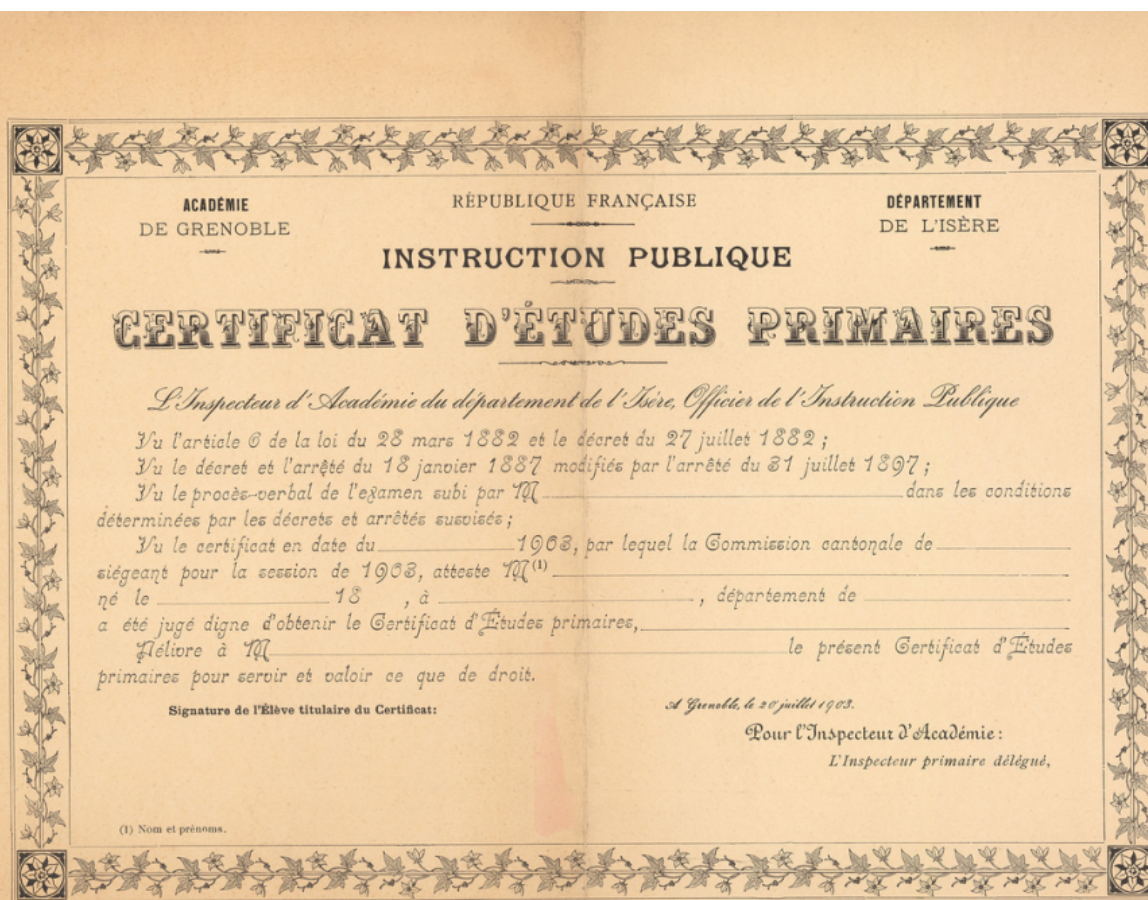 ACADÉMIE
DE GRENOBLE
RÉPUBLIQUE FRANÇAISE
DÉPARTEMENT
DE L'ISÈRE
INSTRUCTION PUBLIQUE
CERTIFICAT D'ÉTUDES PRIMAIRES
L'Inspecteur d'Académie du département de l'Isère, Officier de l'Instruction Publique
Vu l'article 6 de la loi du 28 mars 1882 et le décret du 27 juillet 1882 ;
Vu le décret et l'arrêté du 18 janvier 1887 modifiés par l'arrêté du 31 juillet 1897 ;
Vu le procès-verbal de l'examen subi par M dans les conditions
déterminées par les décrets et arrêtés susvisés ;
Vu le certificat en date du 1903, par lequel la Commission cantonale de
siégeant pour la session de 1903, atteste M (1)
né le 18 , à , département de
a été jugé digne d'obtenir le Certificat d'Études primaires,
Délivre à M le présent Certificat d'Études
primaires pour servir et valoir ce que de droit.
Signature de l'Élève titulaire du Certificat:
A Grenoble, le 20 juillet 1903.
Pour l'Inspecteur d'Académie :
L'Inspecteur primaire délégué,
(1) Nom et prénoms.